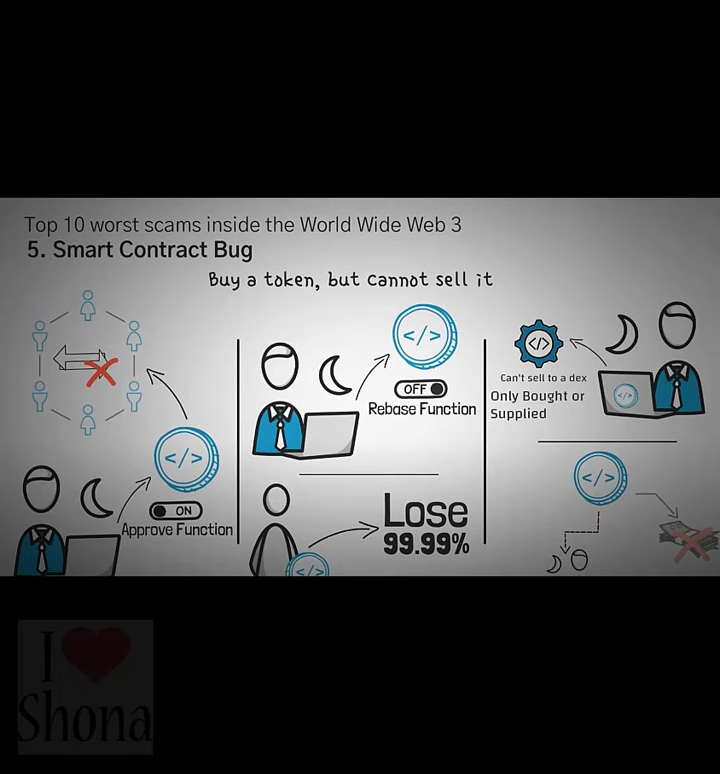 Top 10 worst scams inside the World Wide Web 3
5. Smart Contract Bug
Buy a token, but cannot sell it
</>
ON
Approve Function
</>
OFF
Rebase Function
Lose
99.99%
</>
</>
Can't sell to a dex
Only Bought or
Supplied
</>
</>
I
Shona